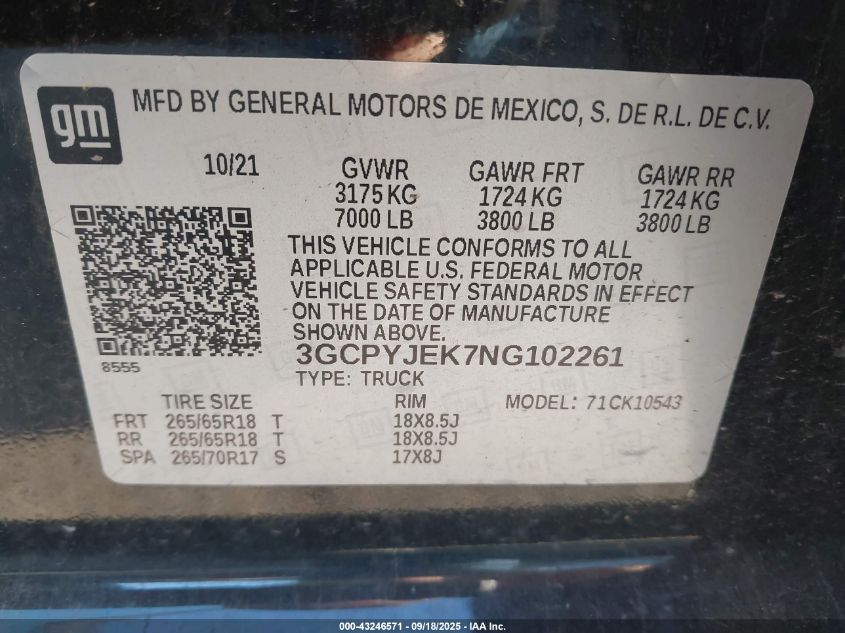 gm
MFD BY GENERAL MOTORS DE MEXICO, S. DE R.L. DE C.V.
10/21 GVWR GAWR FRT GAWR RR
3175 KG 1724 KG 1724 KG
7000 LB 3800 LB 3800 LB
THIS VEHICLE CONFORMS TO ALL
APPLICABLE U.S. FEDERAL MOTOR
VEHICLE SAFETY STANDARDS IN EFFECT
ON THE DATE OF MANUFACTURE
SHOWN ABOVE.
8555
3GCPYJEK7NG102261
TYPE: TRUCK
TIRE SIZE RIM MODEL: 71CK10543
FRT 265/65R18 T 18X8.5J
RR 265/65R18 T 18X8.5J
SPA 265/70R17 S 17X8J
000-43246571 - 09/18/2025 - IAA Inc.